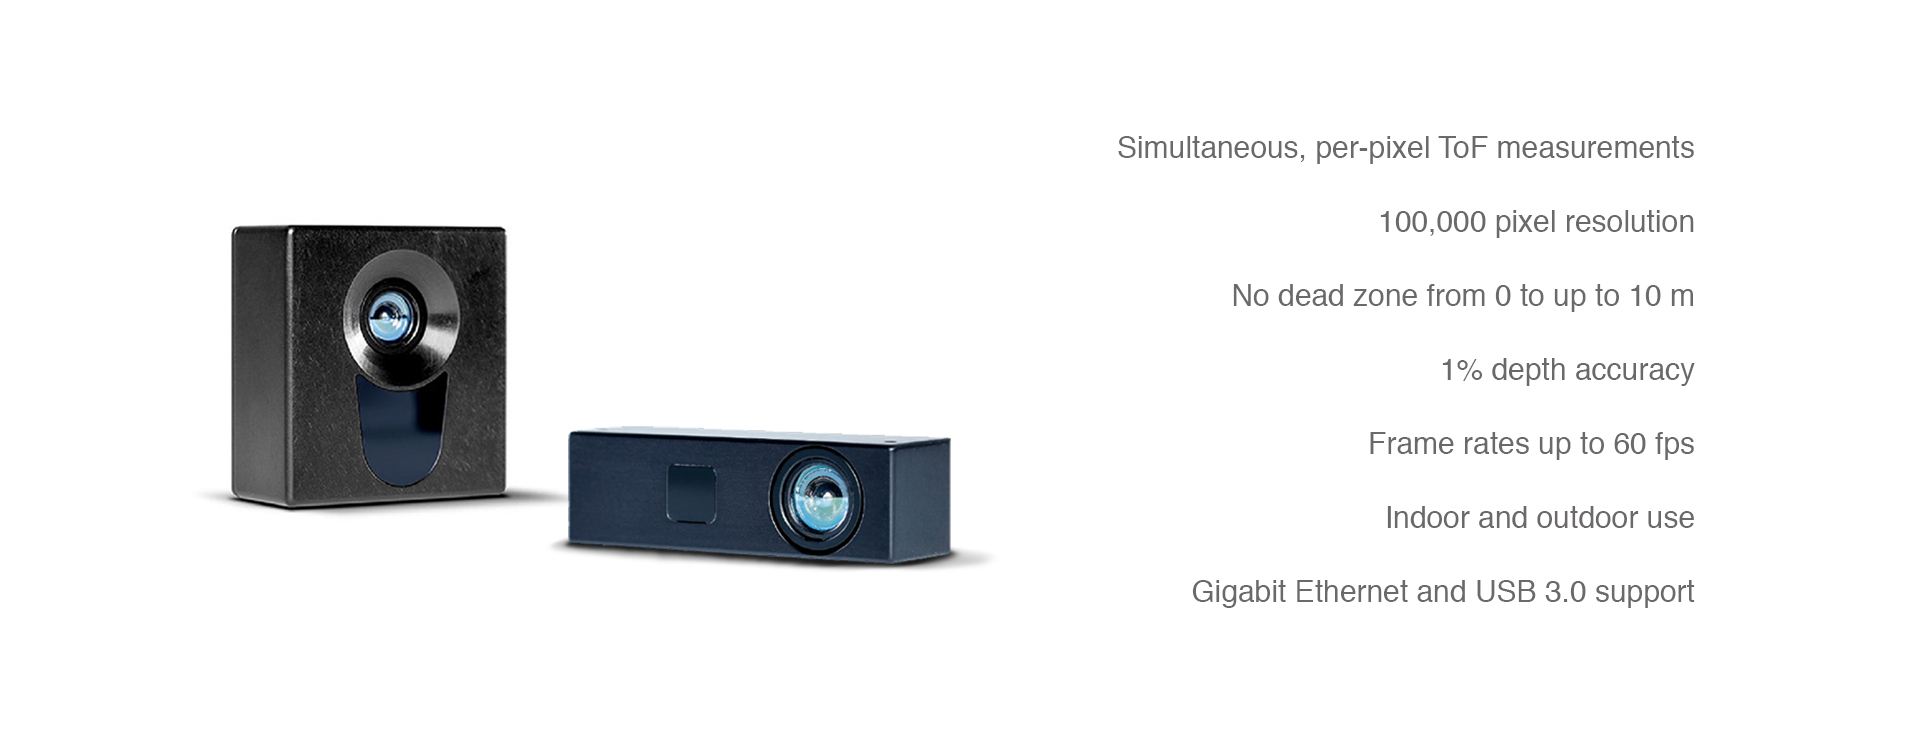 Simultaneous, per-pixel ToF measurements
100,000 pixel resolution
No dead zone from 0 to up to 10 m
1% depth accuracy
Frame rates up to 60 fps
Indoor and outdoor use
Gigabit Ethernet and USB 3.0 support